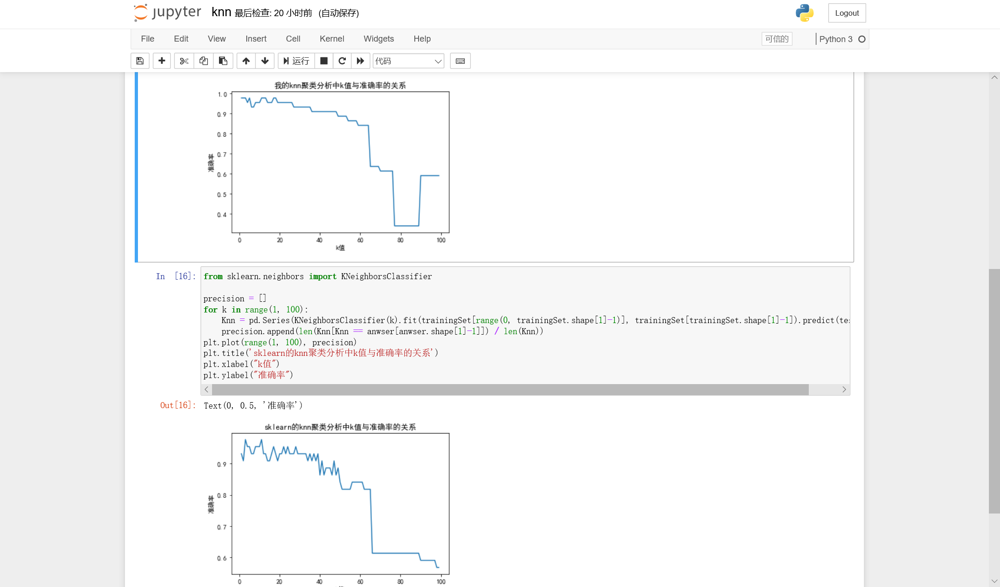 jupyter knn 最后检查: 20 小时前 (自动保存) Logout
File Edit View Insert Cell Kernel Widgets Help 可信的 Python 3
运行 代码
我的knn聚类分析中k值与准确率的关系
1.0
0.9
0.8
0.7
0.6
0.5
0.4
准确率
0 20 40 60 80 100
k值
In [16]:
from sklearn.neighbors import KNeighborsClassifier
precision = []
for k in range(1, 100):
    Knn = pd.Series(KNeighborsClassifier(k).fit(trainingSet[range(0, trainingSet.shape[1]-1)], trainingSet[trainingSet.shape[1]-1]).predict(te
    precision.append(len(Knn[Knn == anwser[anwser.shape[1]-1]]) / len(Knn))
plt.plot(range(1, 100), precision)
plt.title('sklearn的knn聚类分析中k值与准确率的关系')
plt.xlabel("k值")
plt.ylabel("准确率")
Out[16]: Text(0, 0.5, '准确率')
sklearn的knn聚类分析中k值与准确率的关系
0.9
0.8
0.7
0.6
准确率
0 20 40 60 80 100